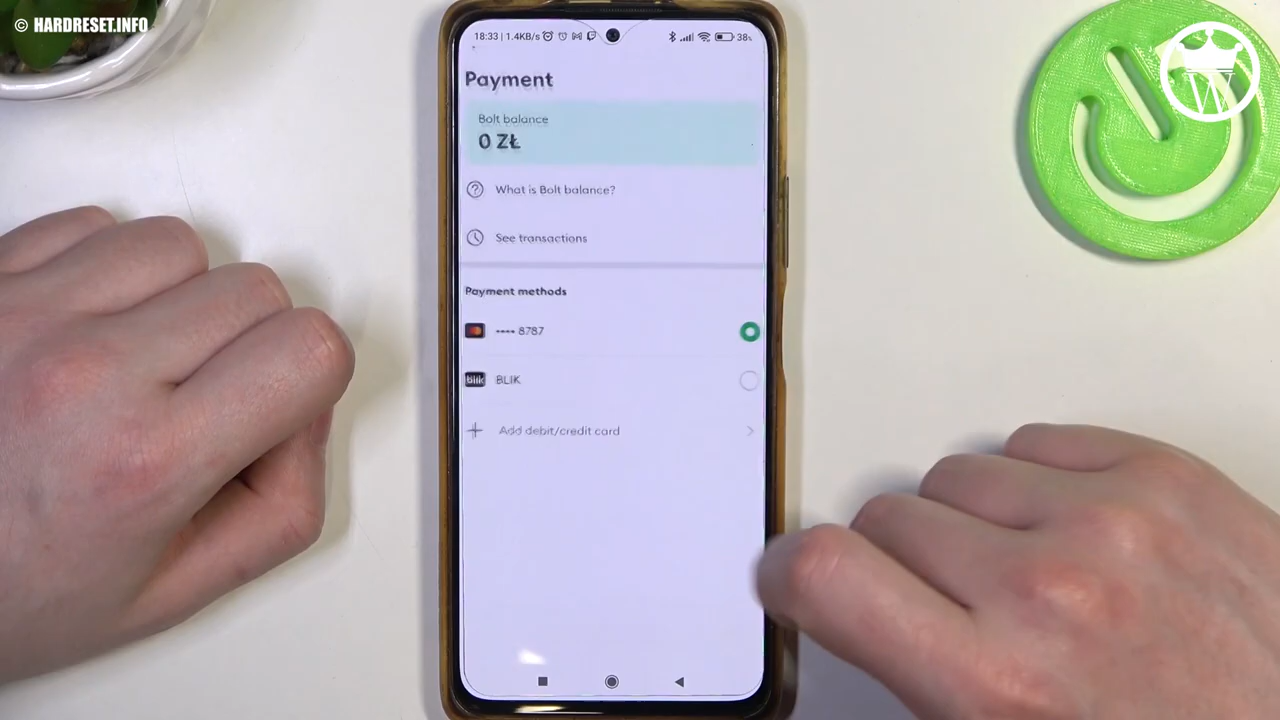 © HARDRESET.INFO
18:33 | 1.4KB/s
38%
Payment
Bolt balance
0 ZŁ
What is Bolt balance?
See transactions
Payment methods
•••• 8787
blik BLIK
Add debit/credit card
W